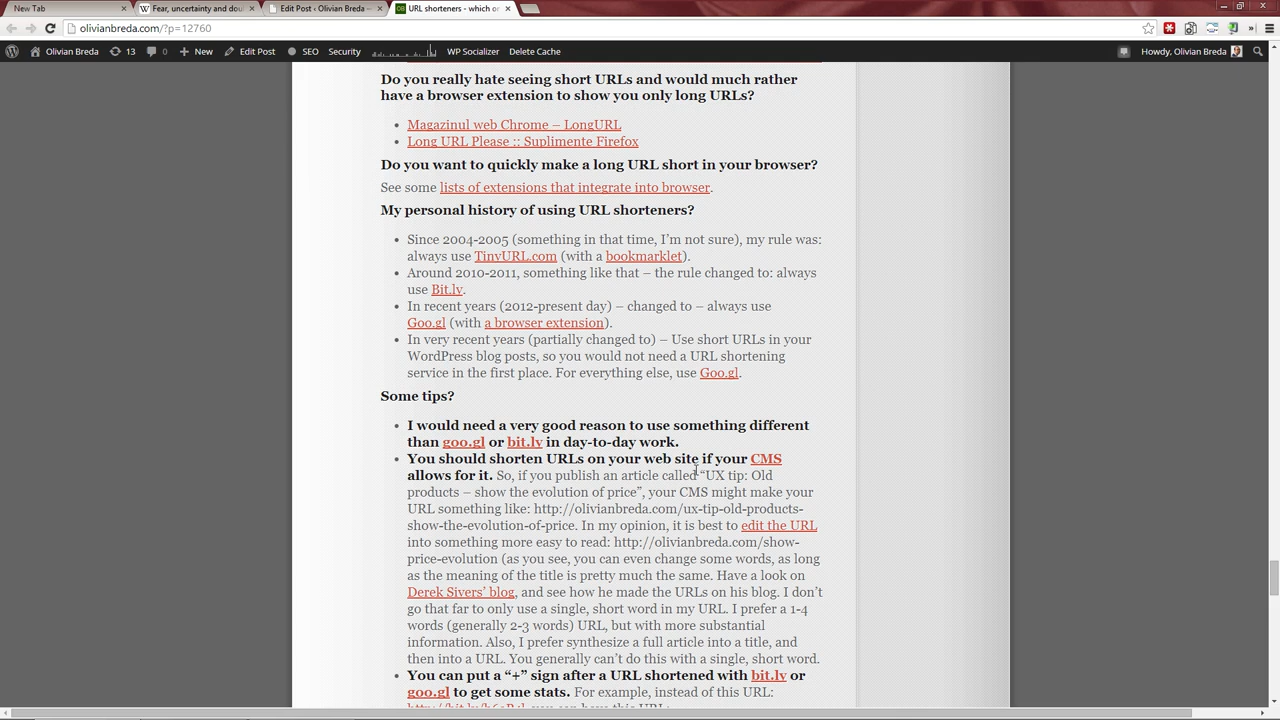 New Tab
Fear, uncertainty and dou
Edit Post ‹ Olivian Breda
URL shorteners - which or
olivianbreda.com/?p=12760
Olivian Breda
13
0
New
Edit Post
SEO
Security
WP Socializer
Delete Cache
Howdy, Olivian Breda
Do you really hate seeing short URLs and would much rather
have a browser extension to show you only long URLs?
• Magazinul web Chrome – LongURL
• Long URL Please :: Suplimente Firefox
Do you want to quickly make a long URL short in your browser?
See some lists of extensions that integrate into browser.
My personal history of using URL shorteners?
• Since 2004-2005 (something in that time, I'm not sure), my rule was:
always use TinyURL.com (with a bookmarklet).
• Around 2010-2011, something like that – the rule changed to: always
use Bit.ly.
• In recent years (2012-present day) – changed to – always use
Goo.gl (with a browser extension).
• In very recent years (partially changed to) – Use short URLs in your
WordPress blog posts, so you would not need a URL shortening
service in the first place. For everything else, use Goo.gl.
Some tips?
• I would need a very good reason to use something different
than goo.gl or bit.ly in day-to-day work.
• You should shorten URLs on your web site if your CMS
allows for it. So, if you publish an article called “UX tip: Old
products – show the evolution of price”, your CMS might make your
URL something like: http://olivianbreda.com/ux-tip-old-products-
show-the-evolution-of-price. In my opinion, it is best to edit the URL
into something more easy to read: http://olivianbreda.com/show-
price-evolution (as you see, you can even change some words, as long
as the meaning of the title is pretty much the same. Have a look on
Derek Sivers' blog, and see how he made the URLs on his blog. I don't
go that far to only use a single, short word in my URL. I prefer a 1-4
words (generally 2-3 words) URL, but with more substantial
information. Also, I prefer synthesize a full article into a title, and
then into a URL. You generally can't do this with a single, short word.
• You can put a “+” sign after a URL shortened with bit.ly or
goo.gl to get some stats. For example, instead of this URL: